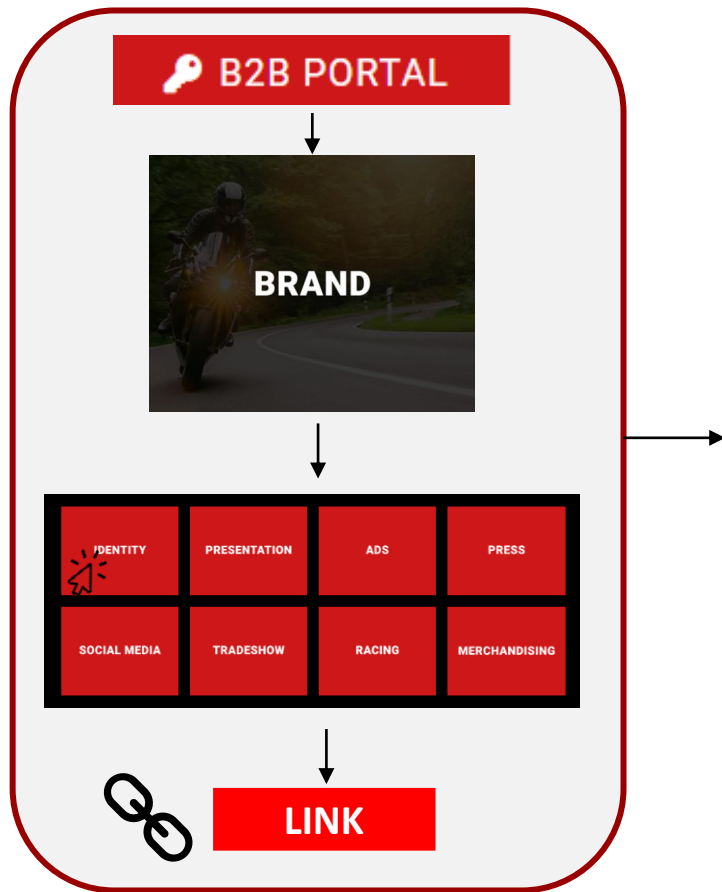 B2B PORTAL
BRAND
IDENTITY
PRESENTATION
ADS
PRESS
SOCIAL MEDIA
TRADESHOW
RACING
MERCHANDISING
LINK